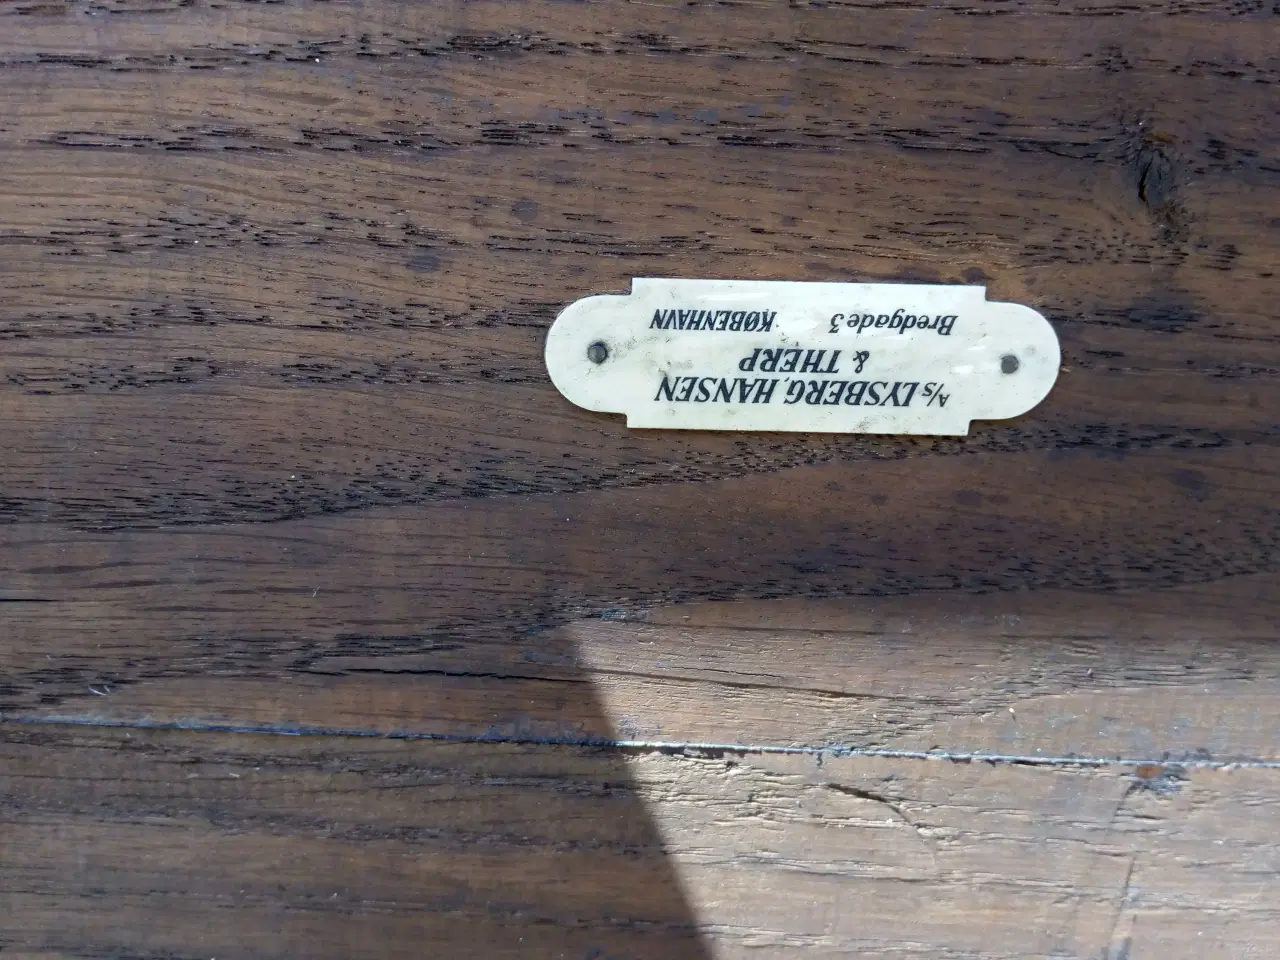 A/S LYSBERG, HANSEN
& THERP
Bredgade 3 KØBENHAVN